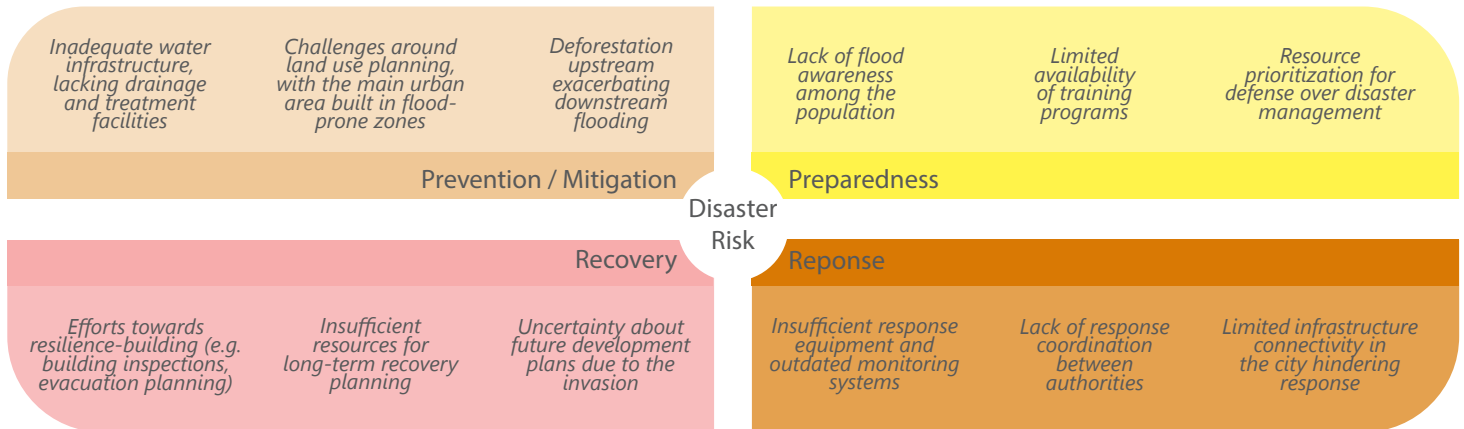 Inadequate water
infrastructure,
lacking drainage
and treatment
facilities
Challenges around
land use planning,
with the main urban
area built in flood-
prone zones
Deforestation
upstream
exacerbating
downstream
flooding
Prevention / Mitigation
Lack of flood
awareness
among the
population
Limited
availability
of training
programs
Resource
prioritization for
defense over disaster
management
Preparedness
Disaster
Risk
Recovery
Efforts towards
resilience-building (e.g.
building inspections,
evacuation planning)
Insufficient
resources for
long-term recovery
planning
Uncertainty about
future development
plans due to the
invasion
Reponse
Insufficient response
equipment and
outdated monitoring
systems
Lack of response
coordination
between
authorities
Limited infrastructure
connectivity in
the city hindering
response